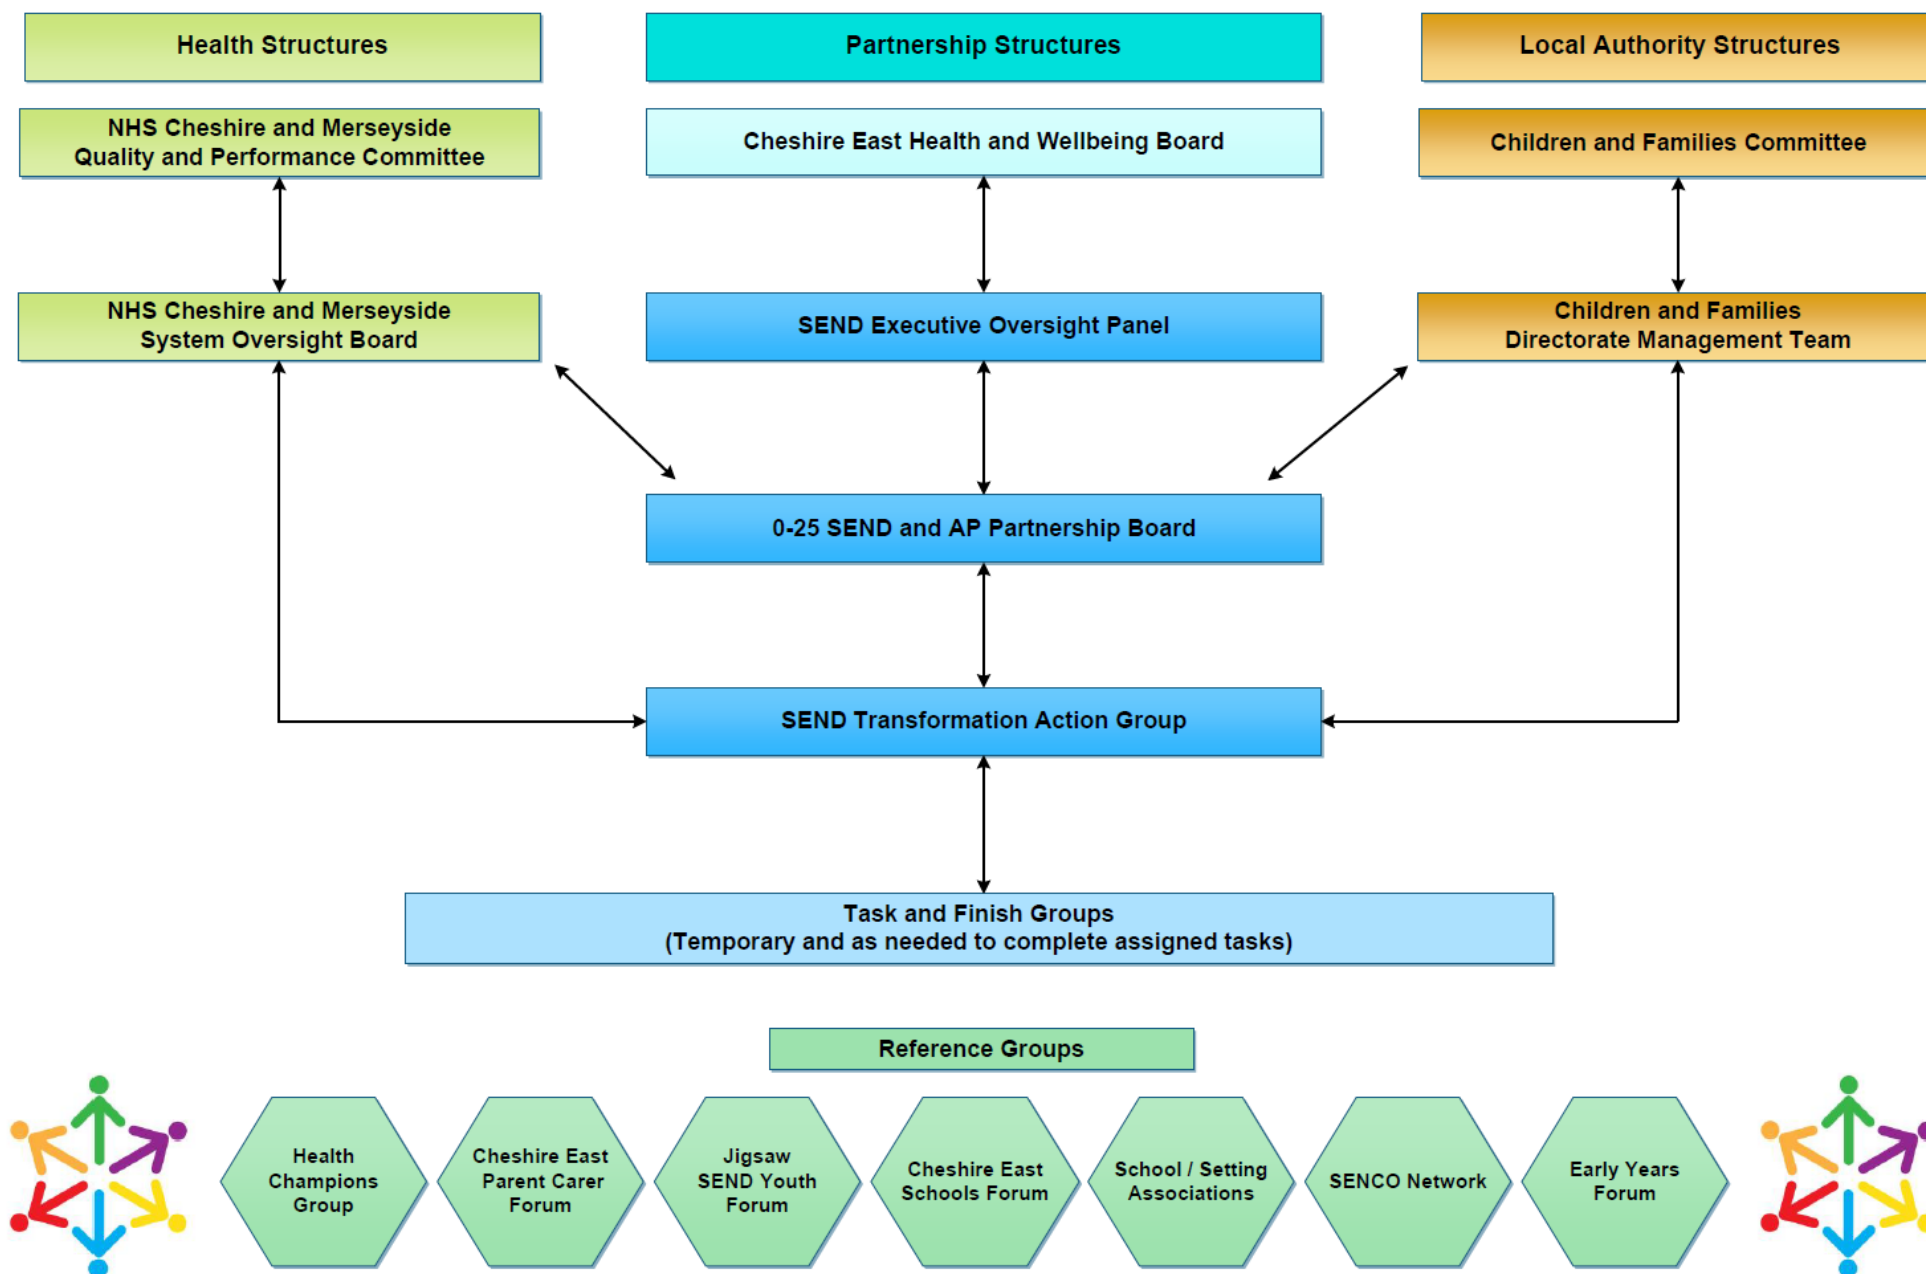 Health Structures
Partnership Structures
Local Authority Structures
NHS Cheshire and Merseyside
Quality and Performance Committee
Cheshire East Health and Wellbeing Board
Children and Families Committee
NHS Cheshire and Merseyside
System Oversight Board
SEND Executive Oversight Panel
Children and Families
Directorate Management Team
0-25 SEND and AP Partnership Board
SEND Transformation Action Group
Task and Finish Groups
(Temporary and as needed to complete assigned tasks)
Reference Groups
Health
Champions
Group
Cheshire East
Parent Carer
Forum
Jigsaw
SEND Youth
Forum
Cheshire East
Schools Forum
School / Setting
Associations
SENCO Network
Early Years
Forum